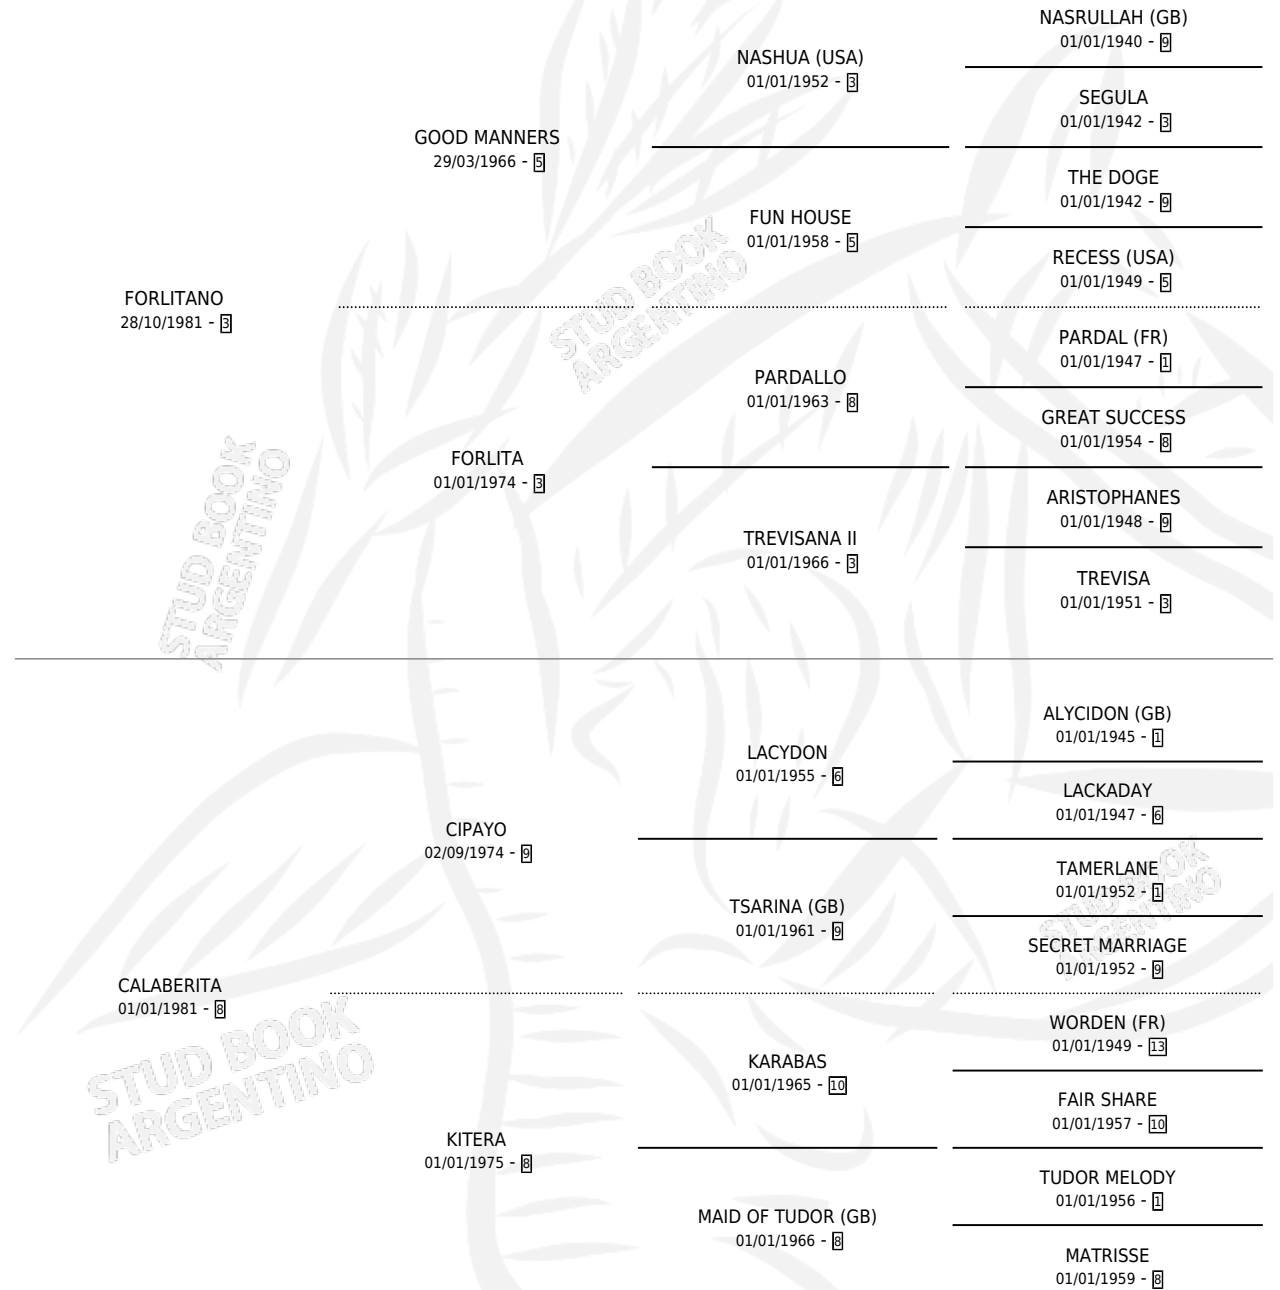 NASRULLAH (GB)
01/01/1940 - 9
NASHUA (USA)
01/01/1952 - 3
SEGULA
01/01/1942 - 3
GOOD MANNERS
29/03/1966 - 5
THE DOGE
01/01/1942 - 9
FUN HOUSE
01/01/1958 - 5
RECESS (USA)
01/01/1949 - 5
FORLITANO
28/10/1981 - 3
PARDAL (FR)
01/01/1947 - 1
PARDALLO
01/01/1963 - 8
GREAT SUCCESS
01/01/1954 - 8
FORLITA
01/01/1974 - 3
ARISTOPHANES
01/01/1948 - 9
TREVISANA II
01/01/1966 - 3
TREVISA
01/01/1951 - 3
ALYCIDON (GB)
01/01/1945 - 1
LACYDON
01/01/1955 - 6
LACKADAY
01/01/1947 - 6
CIPAYO
02/09/1974 - 9
TAMERLANE
01/01/1952 - 1
TSARINA (GB)
01/01/1961 - 9
SECRET MARRIAGE
01/01/1952 - 9
CALABERITA
01/01/1981 - 8
WORDEN (FR)
01/01/1949 - 13
KARABAS
01/01/1965 - 10
FAIR SHARE
01/01/1957 - 10
KITERA
01/01/1975 - 8
TUDOR MELODY
01/01/1956 - 1
MAID OF TUDOR (GB)
01/01/1966 - 8
MATRISSE
01/01/1959 - 8
STUD BOOK
ARGENTINO
STUD BOOK
ARGENTINO
STUD BOOK
ARGENTINO
STUD BOOK
ARGENTINO